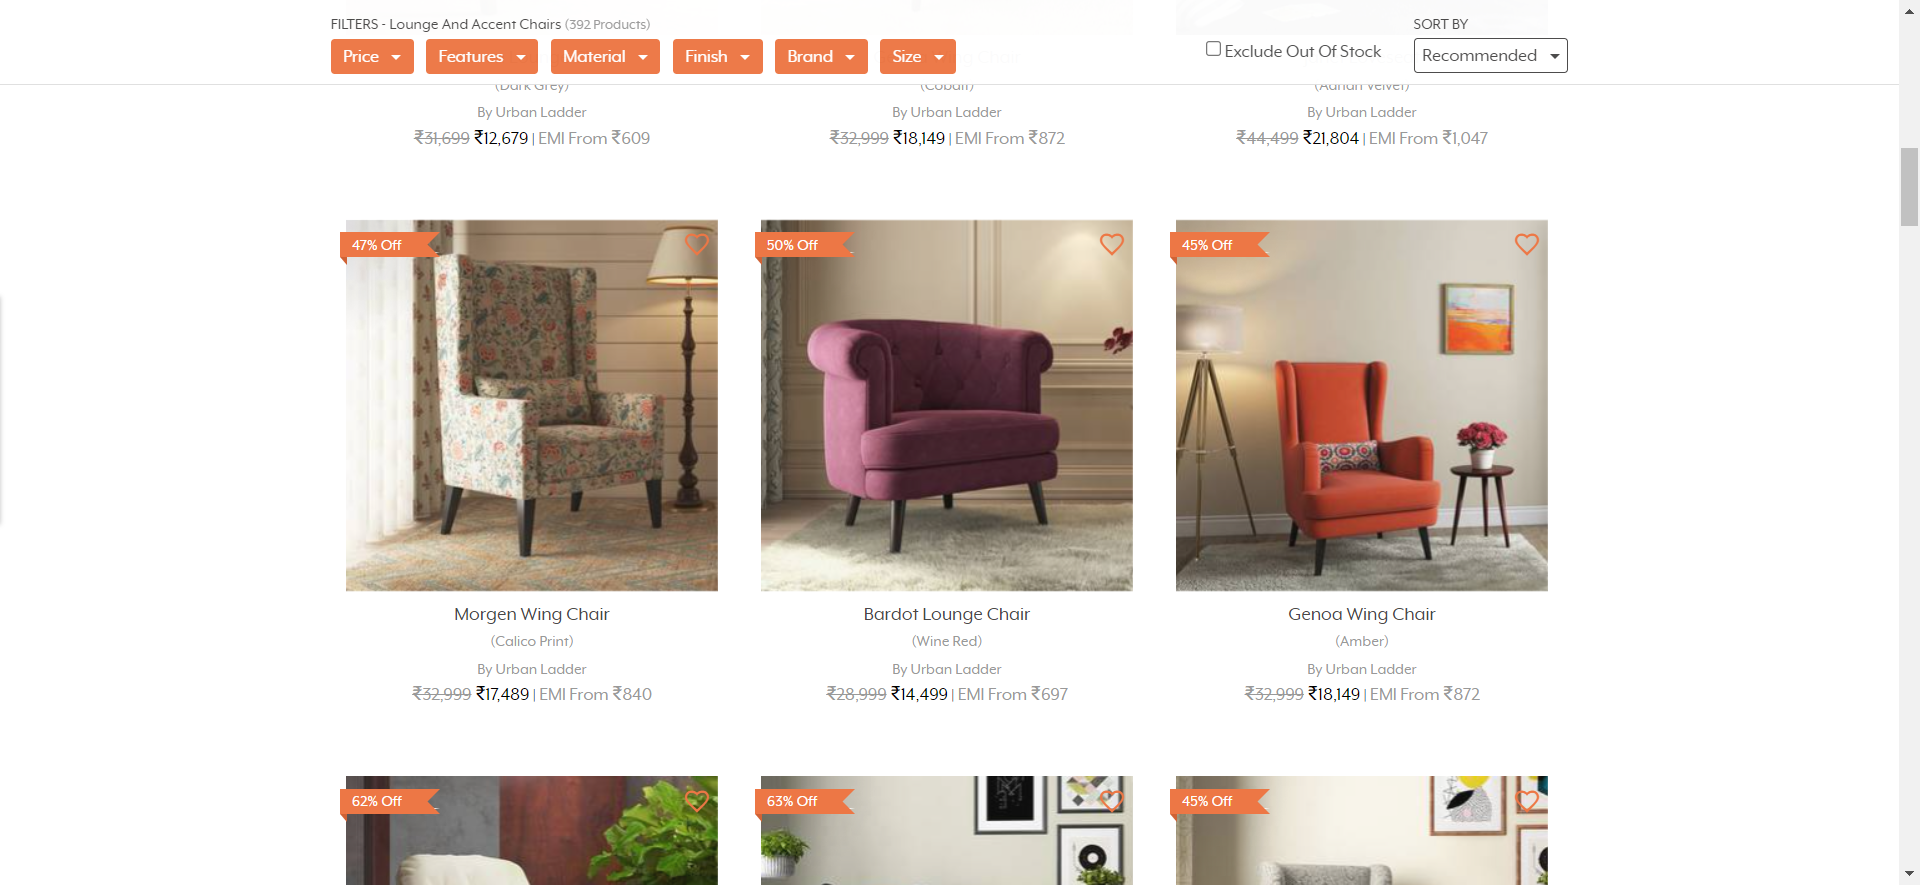 FILTERS - Lounge And Accent Chairs (392 Products)
SORT BY
Price Features Material Finish Brand Size
Exclude Out Of Stock
Recommended
(Dark Grey) (Cobalt) (Adrian Velvet)
By Urban Ladder By Urban Ladder By Urban Ladder
₹31,699 ₹12,679 | EMI From ₹609 ₹32,999 ₹18,149 | EMI From ₹872 ₹44,499 ₹21,804 | EMI From ₹1,047
47% Off 50% Off 45% Off
Morgen Wing Chair Bardot Lounge Chair Genoa Wing Chair
(Calico Print) (Wine Red) (Amber)
By Urban Ladder By Urban Ladder By Urban Ladder
₹32,999 ₹17,489 | EMI From ₹840 ₹28,999 ₹14,499 | EMI From ₹697 ₹32,999 ₹18,149 | EMI From ₹872
62% Off 63% Off 45% Off